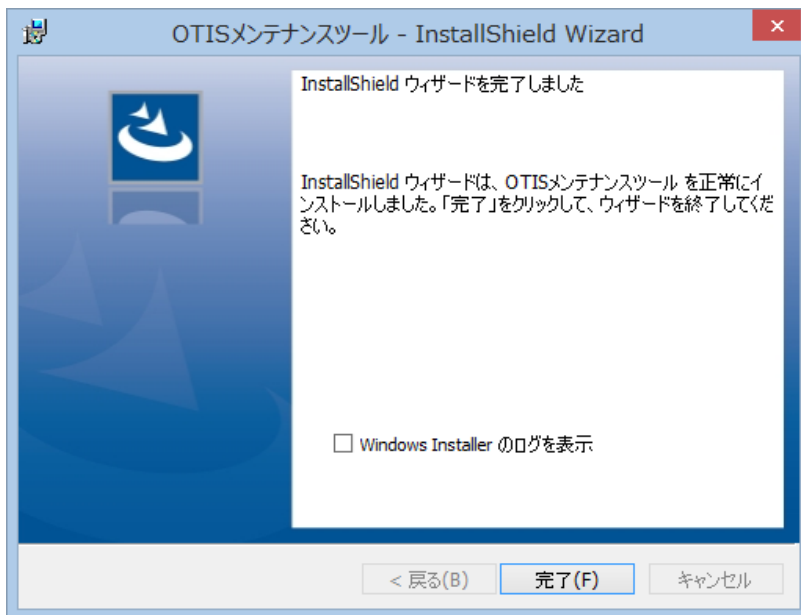 OTISメンテナンスツール - InstallShield Wizard
InstallShield ウィザードを完了しました
InstallShield ウィザードは、OTISメンテナンスツール を正常にイ
ンストールしました。「完了」をクリックして、ウィザードを終了してくだ
さい。
Windows Installer のログを表示
< 戻る(B)
完了(F)
キャンセル